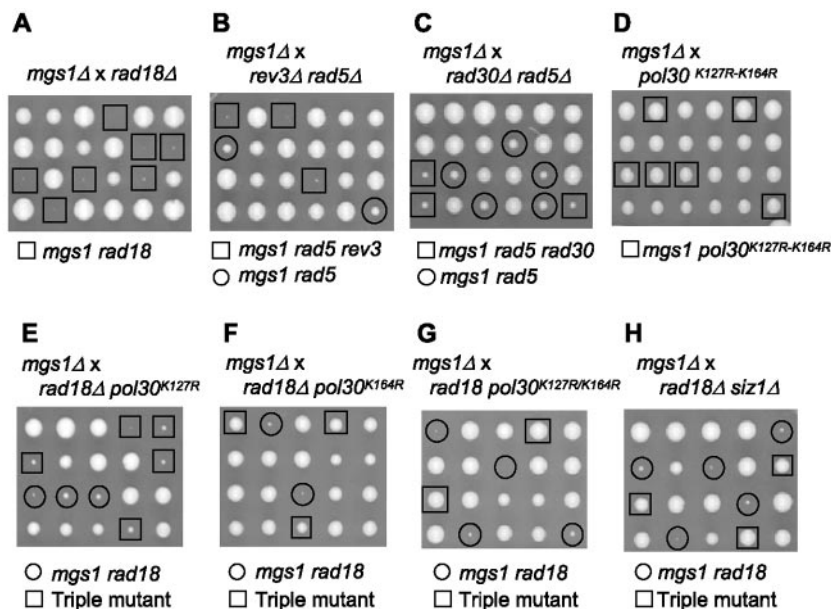 A
mgs1Δ x rad18Δ
□ mgs1 rad18
B
mgs1Δ x
rev3Δ rad5Δ
□ mgs1 rad5 rev3
○ mgs1 rad5
C
mgs1Δ x
rad30Δ rad5Δ
□ mgs1 rad5 rad30
○ mgs1 rad5
D
mgs1Δ x
pol30 K127R-K164R
□ mgs1 pol30K127R-K164R
E
mgs1Δ x
rad18Δ pol30K127R
○ mgs1 rad18
□ Triple mutant
F
mgs1Δ x
rad18Δ pol30K164R
○ mgs1 rad18
□ Triple mutant
G
mgs1Δ x
rad18 pol30K127R/K164R
○ mgs1 rad18
□ Triple mutant
H
mgs1Δ x
rad18Δ siz1Δ
○ mgs1 rad18
□ Triple mutant